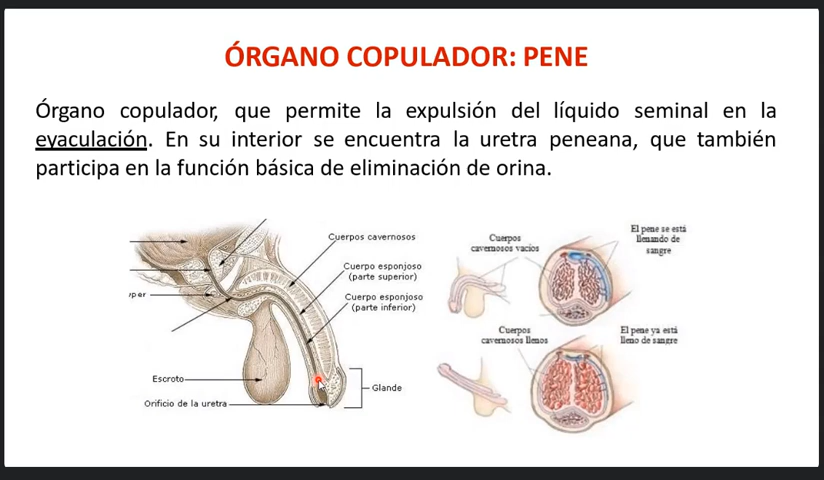 ÓRGANO COPULADOR: PENE
Órgano copulador, que permite la expulsión del líquido seminal en la
eyaculación. En su interior se encuentra la uretra peneana, que también
participa en la función básica de eliminación de orina.
Cuerpos cavernosos
Cuerpo esponjoso
(parte superior)
Cuerpo esponjoso
(parte inferior)
yper
Escroto
Glande
Orificio de la uretra
Cuerpos
cavernosos vacíos
El pene se está
llenando de
sangre
Cuerpos
cavernosos llenos
El pene ya está
lleno de sangre